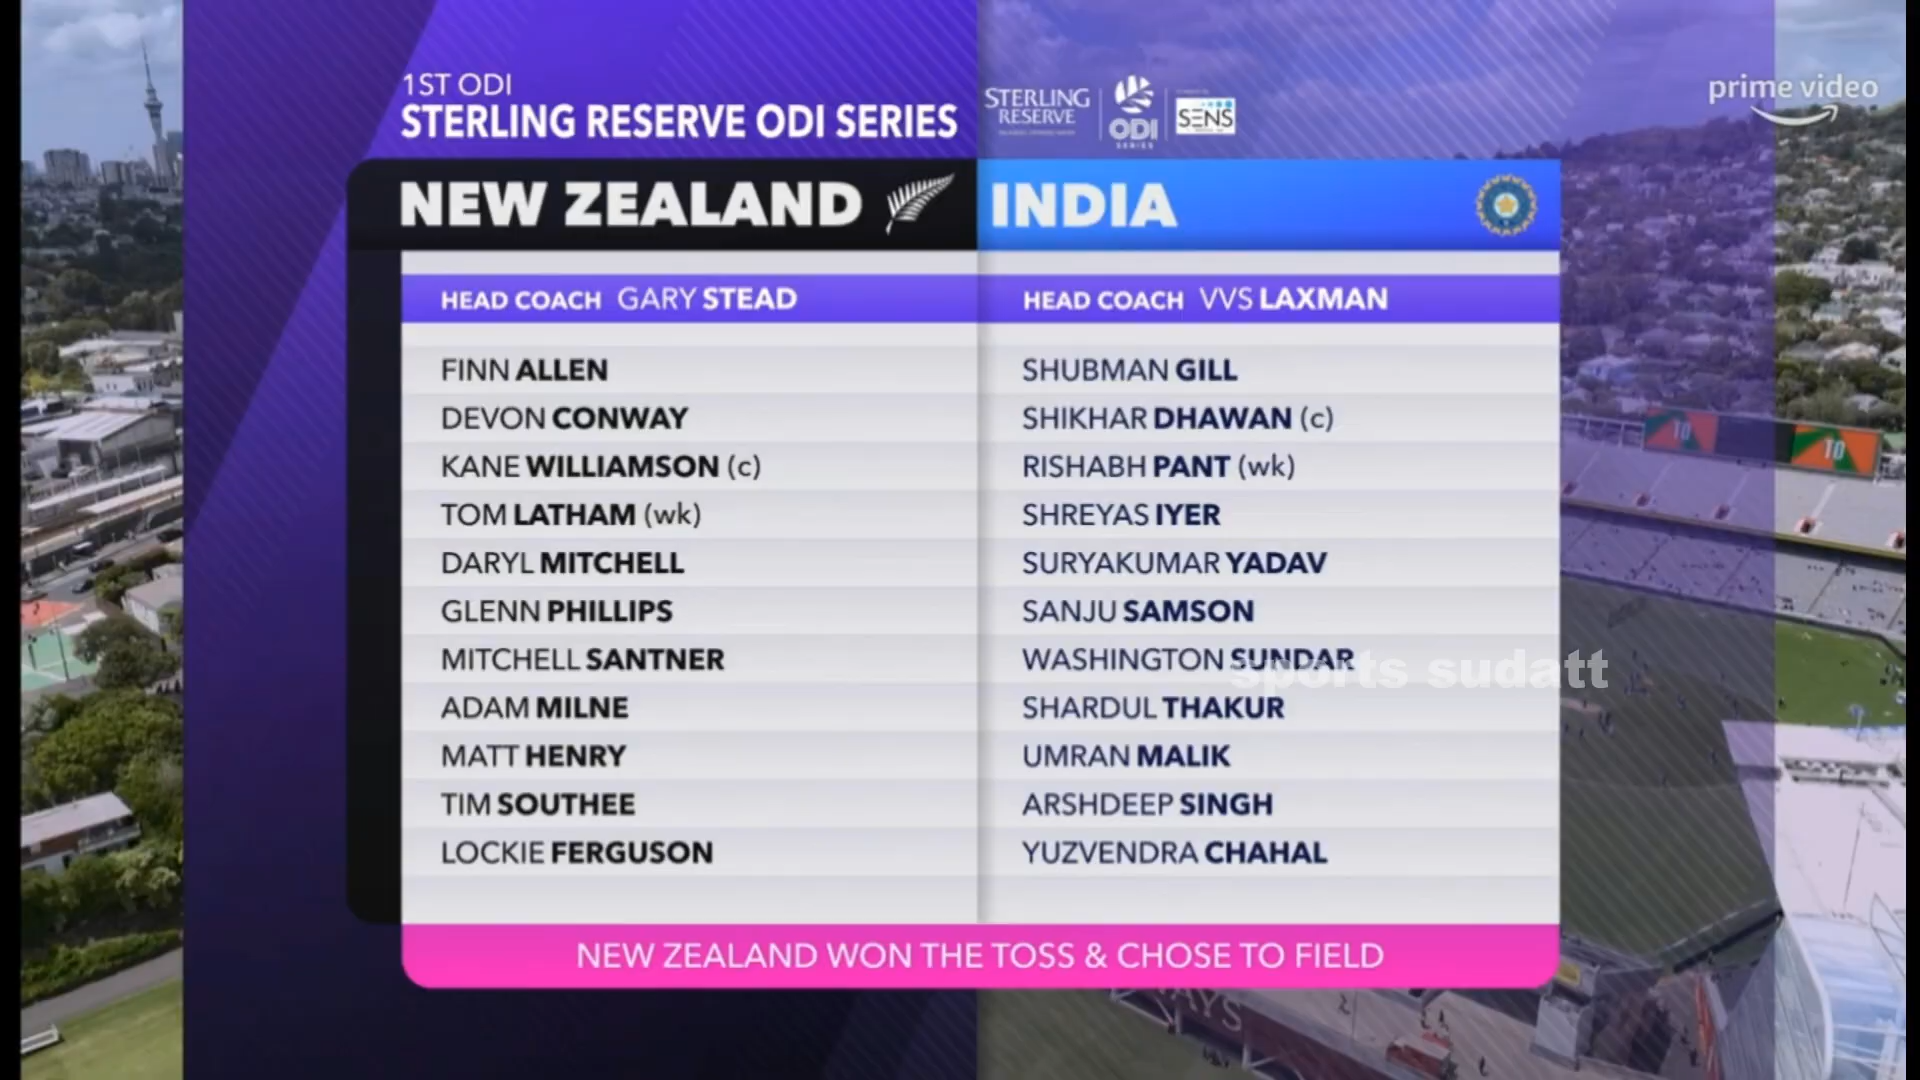 1ST ODI
STERLING RESERVE ODI SERIES
STERLING
RESERVE
ODI
SERIES
SENS
prime video
NEW ZEALAND
INDIA
HEAD COACH GARY STEAD
HEAD COACH VVS LAXMAN
FINN ALLEN
DEVON CONWAY
KANE WILLIAMSON (c)
TOM LATHAM (wk)
DARYL MITCHELL
GLENN PHILLIPS
MITCHELL SANTNER
ADAM MILNE
MATT HENRY
TIM SOUTHEE
LOCKIE FERGUSON
SHUBMAN GILL
SHIKHAR DHAWAN (c)
RISHABH PANT (wk)
SHREYAS IYER
SURYAKUMAR YADAV
SANJU SAMSON
WASHINGTON SUNDAR
SHARDUL THAKUR
UMRAN MALIK
ARSHDEEP SINGH
YUZVENDRA CHAHAL
sports sudatt
10
10
NEW ZEALAND WON THE TOSS & CHOSE TO FIELD